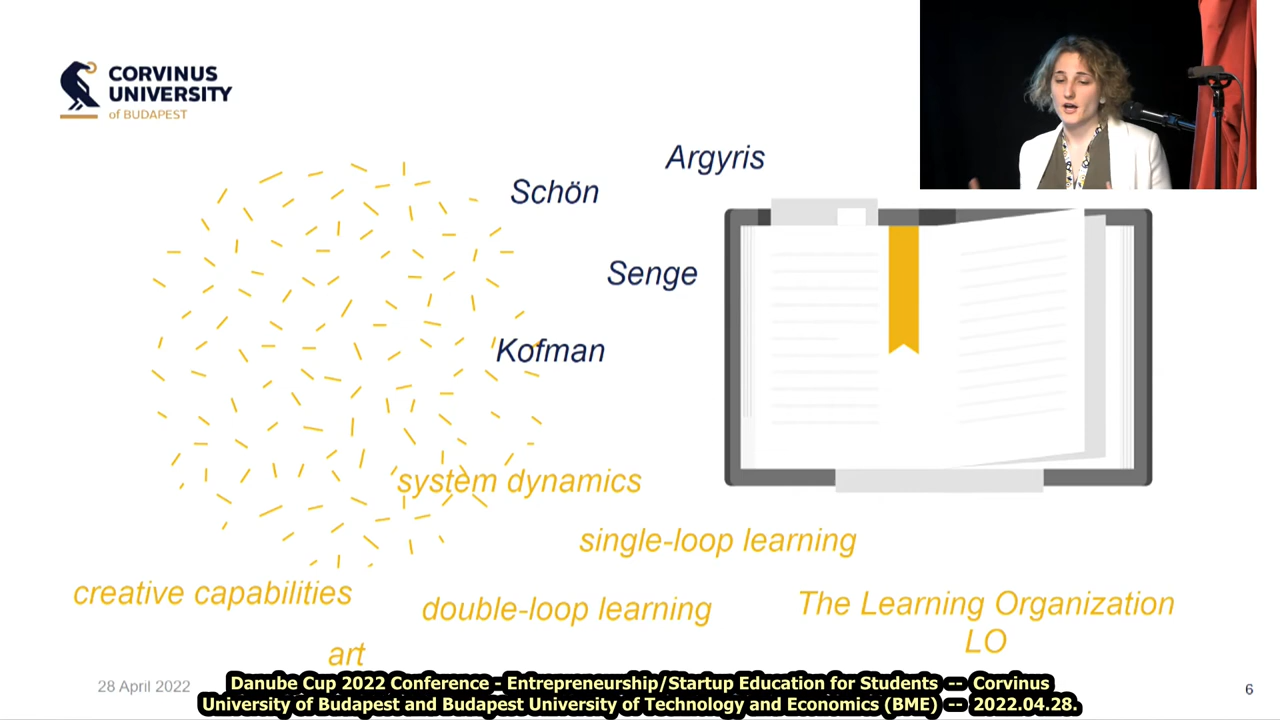 CORVINUS
UNIVERSITY
of BUDAPEST
Argyris
Schön
Senge
Kofman
system dynamics
single-loop learning
creative capabilities
double-loop learning
The Learning Organization
LO
art
28 April 2022
6
Danube Cup 2022 Conference - Entrepreneurship/Startup Education for Students -- Corvinus
University of Budapest and Budapest University of Technology and Economics (BME) -- 2022.04.28.